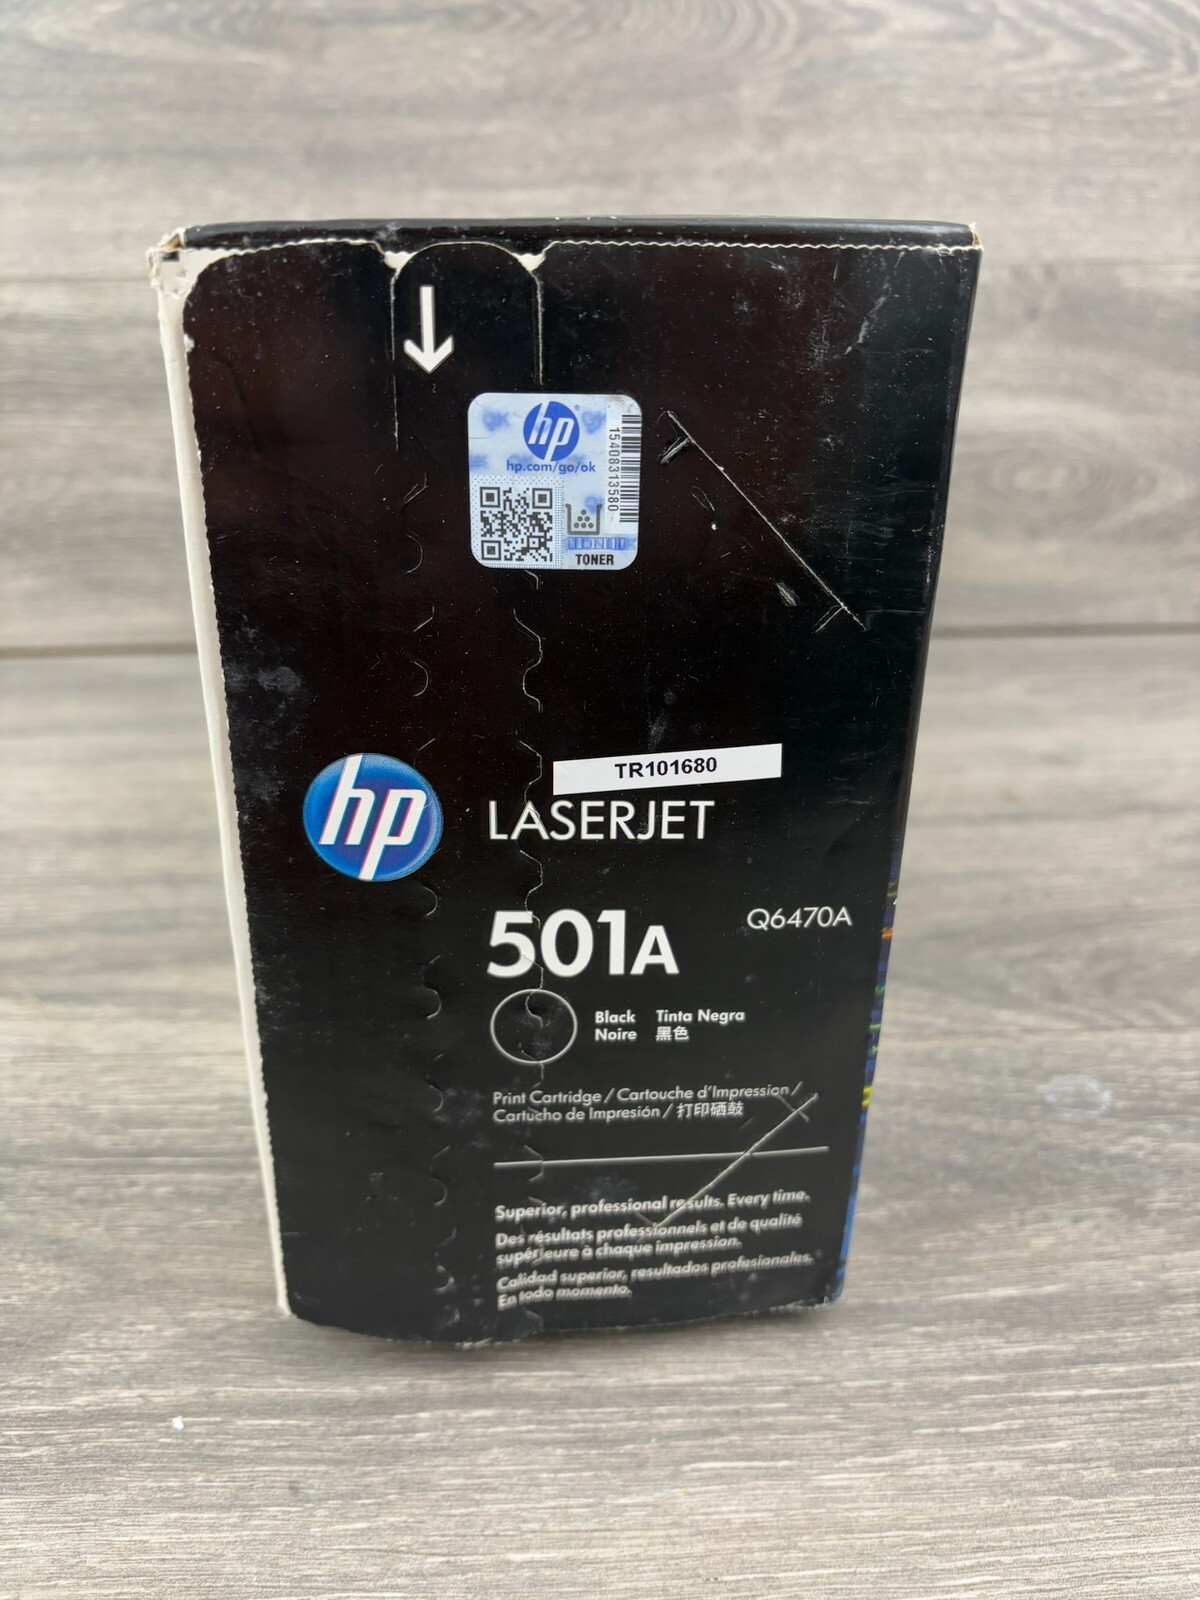 hp
hp.com/go/ok
15408313580
TONER
TR101680
hp
LASERJET
501A
Q6470A
Black Tinta Negra
Noire 黑色
Print Cartridge / Cartouche d'Impression /
Cartucho de Impresión / 打印硒鼓
Superior, professional results. Every time.
Des résultats professionnels et de qualité
supérieure à chaque impression.
Calidad superior, resultados profesionales.
En todo momento.